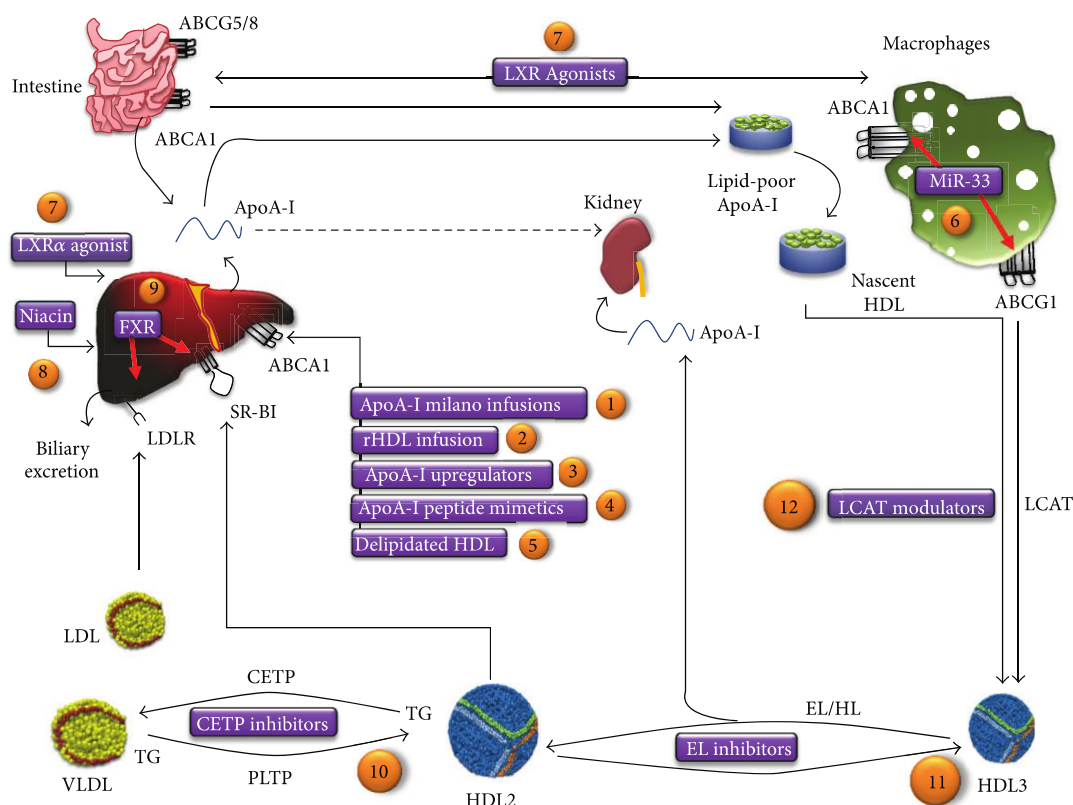 ABCG5/8
7
Macrophages
LXR Agonists
Intestine
ABCA1
ABCA1
MiR-33
6
Lipid-poor
ApoA-I
Kidney
7
ApoA-I
LXRα agonist
9
Nascent
HDL
ABCG1
Niacin
FXR
ApoA-I
8
ABCA1
SR-BI
LDLR
Biliary
excretion
ApoA-I milano infusions
1
rHDL infusion
2
ApoA-I upregulators
3
ApoA-I peptide mimetics
4
Delipidated HDL
5
12
LCAT modulators
LCAT
LDL
CETP
CETP inhibitors
TG
TG
VLDL
PLTP
10
HDL2
EL/HL
EL inhibitors
11
HDL3